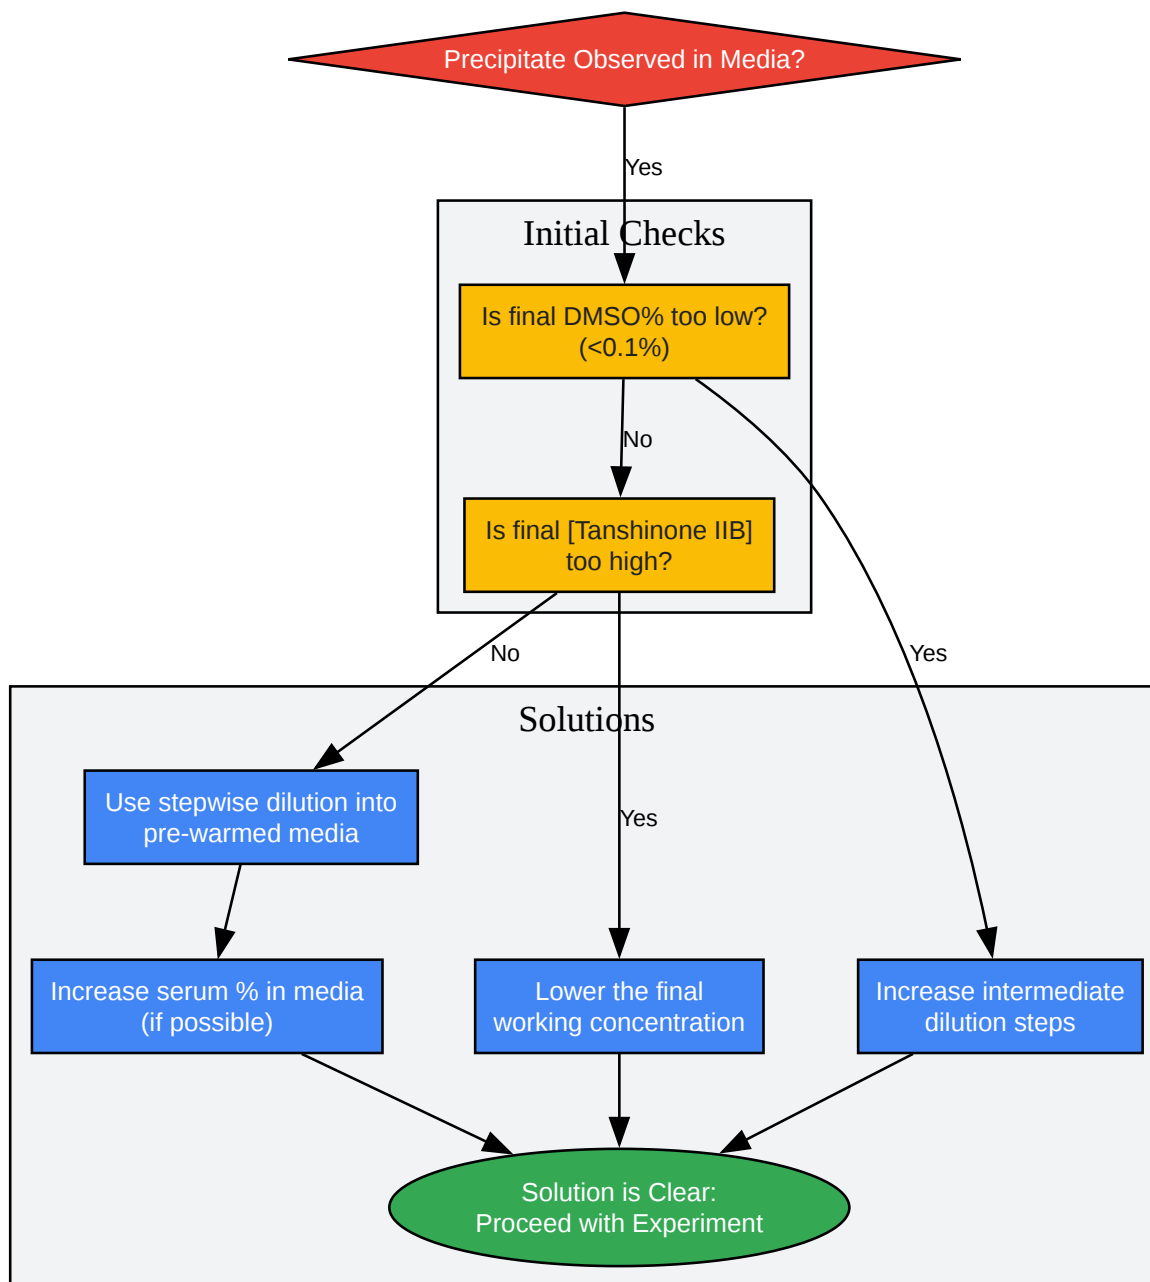 Precipitate Observed in Media?
Yes
Initial Checks
Is final DMSO% too low?
(<0.1%)
No
Is final [Tanshinone IIB]
too high?
No
Yes
Solutions
Use stepwise dilution into
pre-warmed media
Yes
Increase serum % in media
(if possible)
Lower the final
working concentration
Increase intermediate
dilution steps
Solution is Clear:
Proceed with Experiment